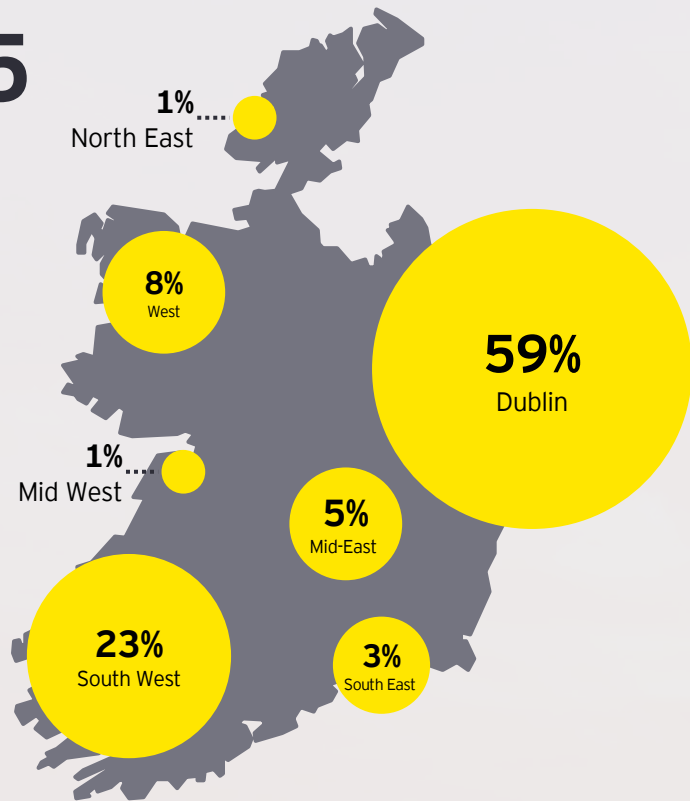 5
1%
North East
8%
West
59%
Dublin
1%
Mid West
5%
Mid-East
23%
South West
3%
South East